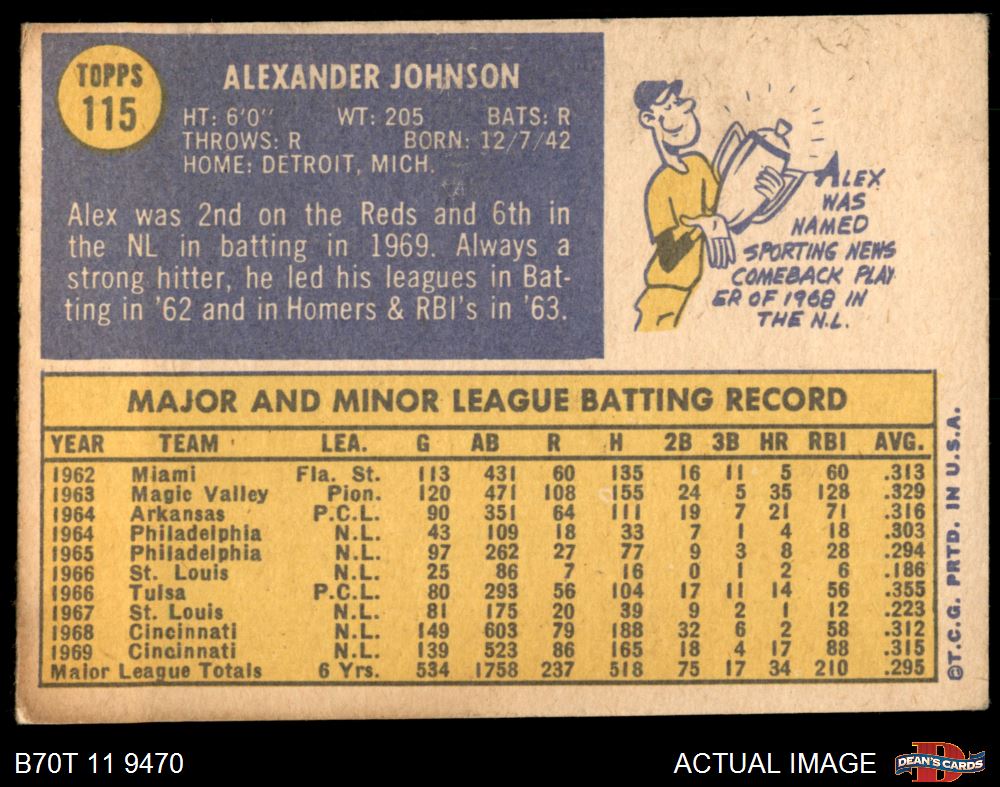 TOPPS
115
ALEXANDER JOHNSON
HT: 6'0" WT: 205 BATS: R
THROWS: R BORN: 12/7/42
HOME: DETROIT, MICH.
Alex was 2nd on the Reds and 6th in
the NL in batting in 1969. Always a
strong hitter, he led his leagues in Bat-
ting in '62 and in Homers & RBI's in '63.
ALEX
WAS
NAMED
SPORTING NEWS
COMEBACK PLAY
ER OF 1968 IN
THE N.L.
MAJOR AND MINOR LEAGUE BATTING RECORD
YEAR TEAM LEA. G AB R H 2B 3B HR RBI AVG.
1962 Miami Fla. St. 113 431 60 135 16 11 5 60 .313
1963 Magic Valley Pion. 120 471 108 155 24 5 35 128 .329
1964 Arkansas P.C.L. 90 351 64 111 19 7 21 71 .316
1964 Philadelphia N.L. 43 109 18 33 7 1 4 18 .303
1965 Philadelphia N.L. 97 262 27 77 9 3 8 28 .294
1966 St. Louis N.L. 25 86 7 16 0 1 2 6 .186
1966 Tulsa P.C.L. 80 293 56 104 17 11 14 56 .355
1967 St. Louis N.L. 81 175 20 39 9 2 1 12 .223
1968 Cincinnati N.L. 149 603 79 188 32 6 2 58 .312
1969 Cincinnati N.L. 139 523 86 165 18 4 17 88 .315
Major League Totals 6 Yrs. 534 1758 237 518 75 17 34 210 .295
©T.C.G. PRTD. IN U.S.A.
B70T 11 9470
ACTUAL IMAGE
DEAN'S CARDS